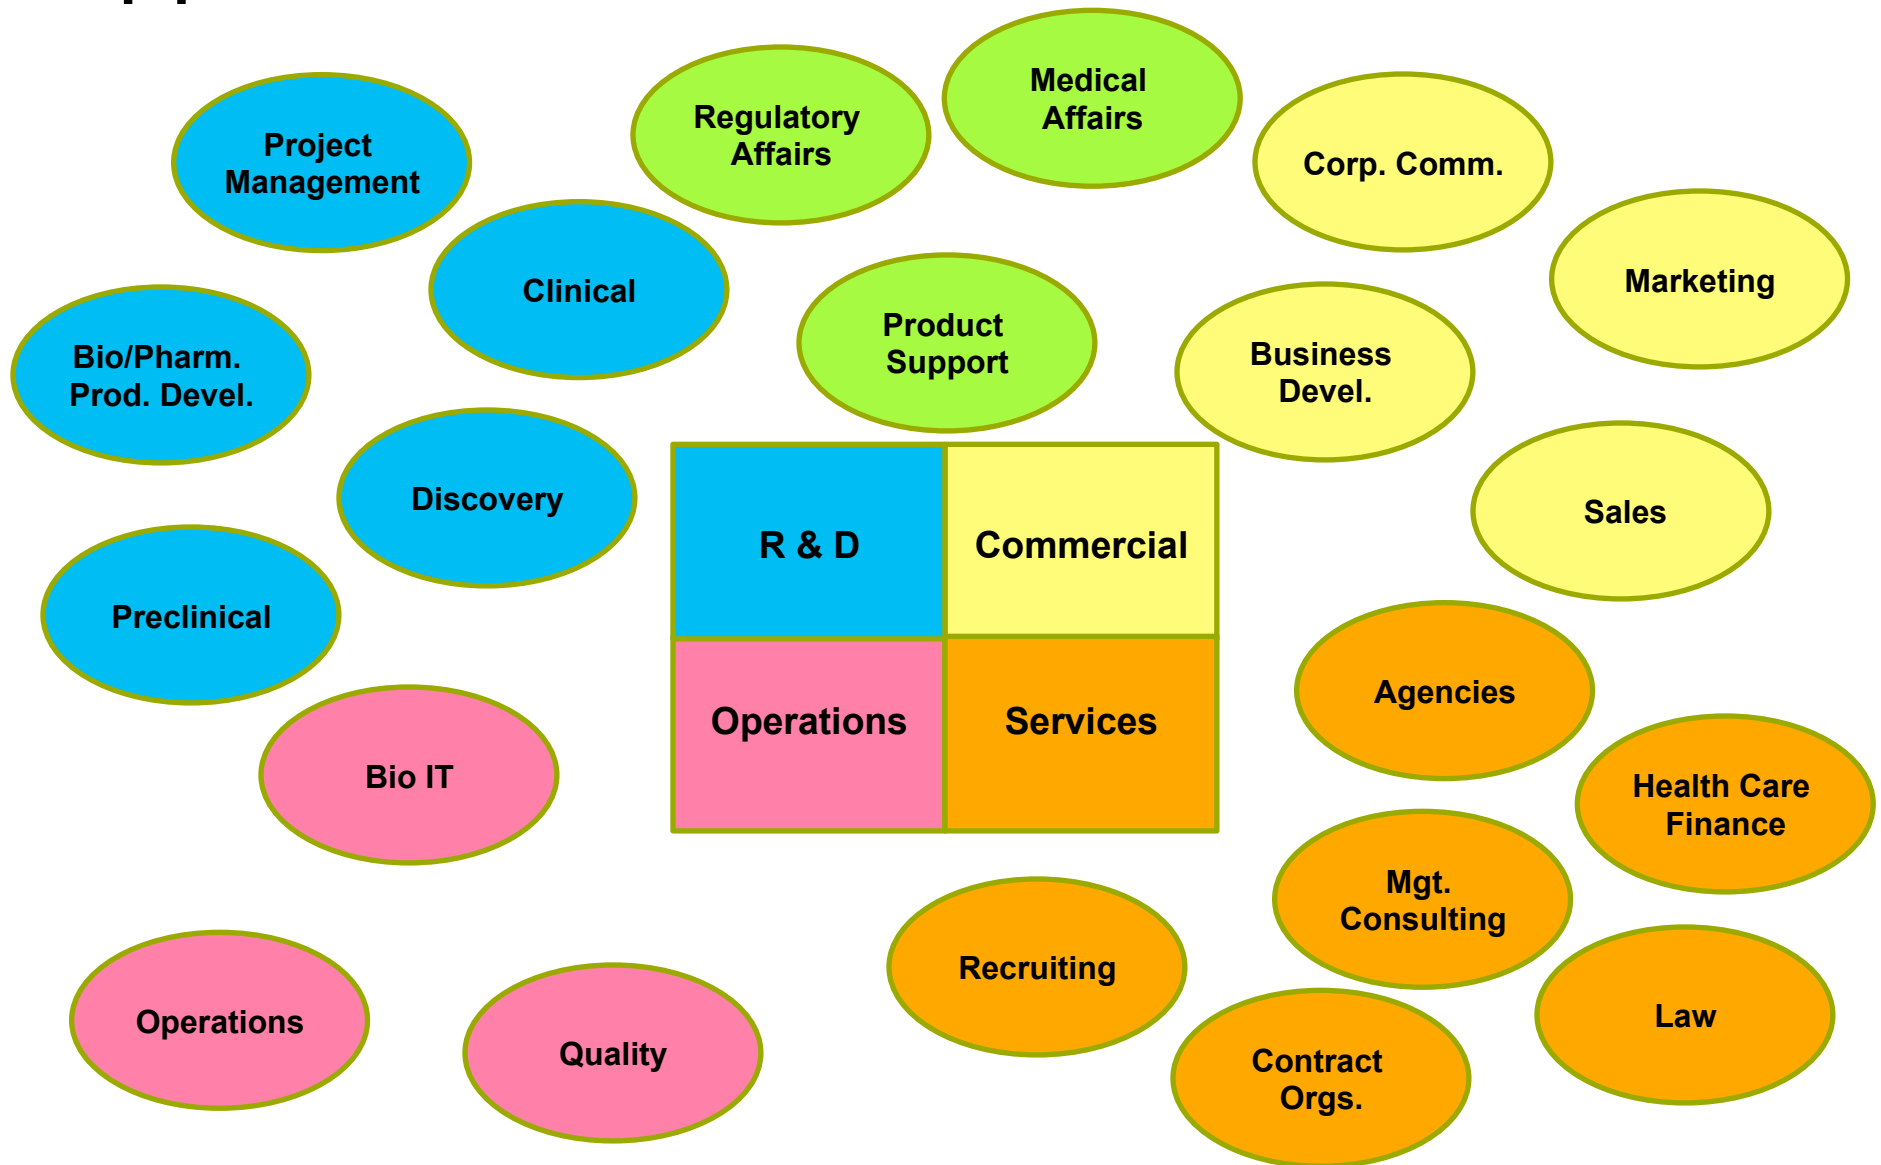 Medical
Affairs
Regulatory
Affairs
Project
Management
Corp. Comm.
Clinical
Marketing
Product
Support
Business
Devel.
Bio/Pharm.
Prod. Devel.
Discovery
Sales
R & D
Commercial
Preclinical
Agencies
Operations
Services
Bio IT
Health Care
Finance
Mgt.
Consulting
Recruiting
Law
Operations
Quality
Contract
Orgs.